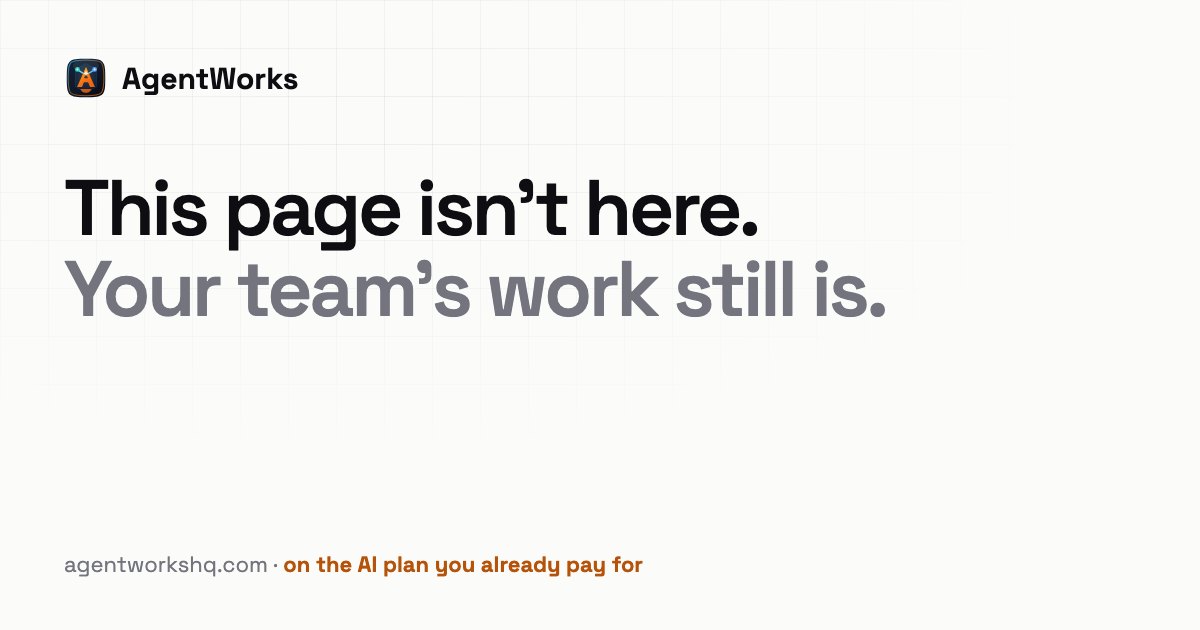 AgentWorks
This page isn’t here.
Your team’s work still is.
agentworkshq.com · on the AI plan you already pay for